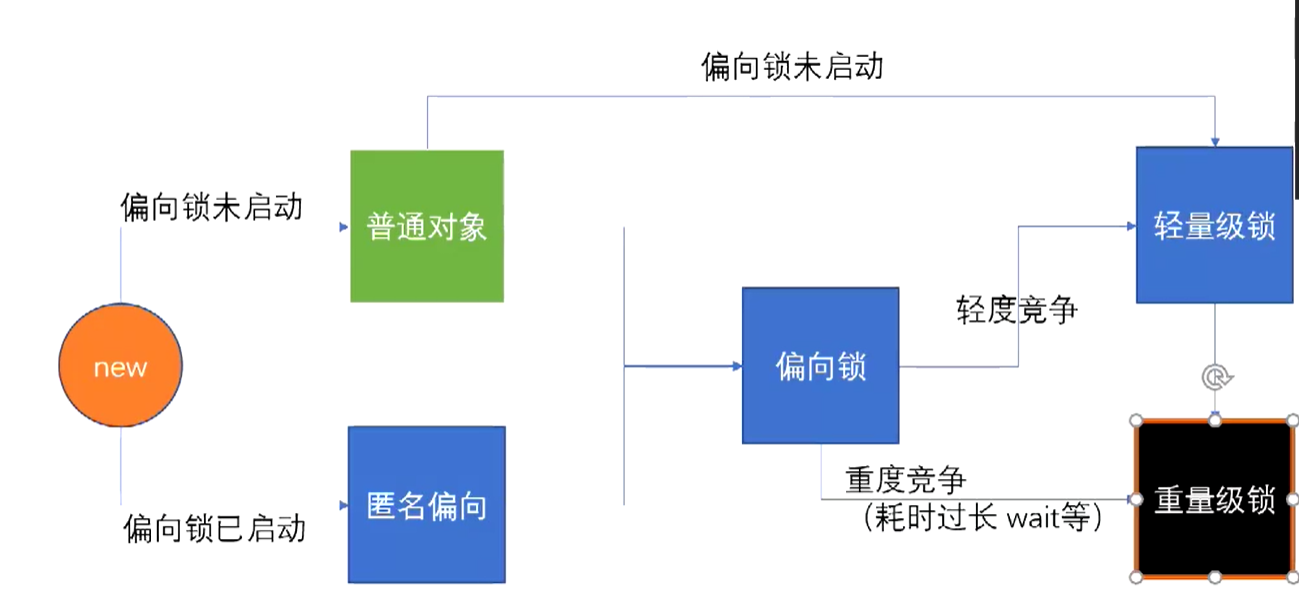 偏向锁未启动
偏向锁未启动
普通对象
轻量级锁
轻度竞争
new
偏向锁
重度竞争
（耗时过长 wait等）
重量级锁
匿名偏向
偏向锁已启动